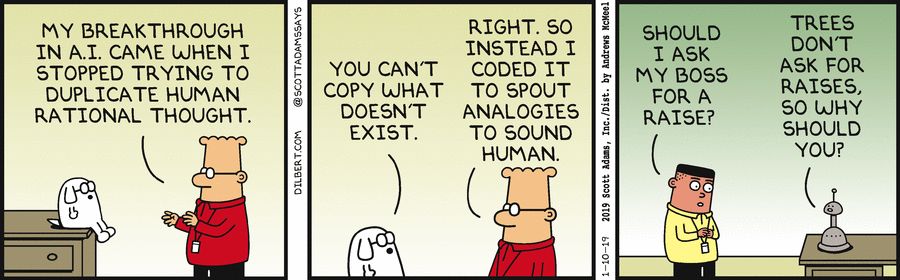 MY BREAKTHROUGH
IN A.I. CAME WHEN I
STOPPED TRYING TO
DUPLICATE HUMAN
RATIONAL THOUGHT.
DILBERT.COM @SCOTTADAMSSAYS
YOU CAN'T
COPY WHAT
DOESN'T
EXIST.
RIGHT. SO
INSTEAD I
CODED IT
TO SPOUT
ANALOGIES
TO SOUND
HUMAN.
1-10-19 2019 Scott Adams, Inc./Dist. by Andrews McMeel
SHOULD
I ASK
MY BOSS
FOR A
RAISE?
TREES
DON'T
ASK FOR
RAISES,
SO WHY
SHOULD
YOU?